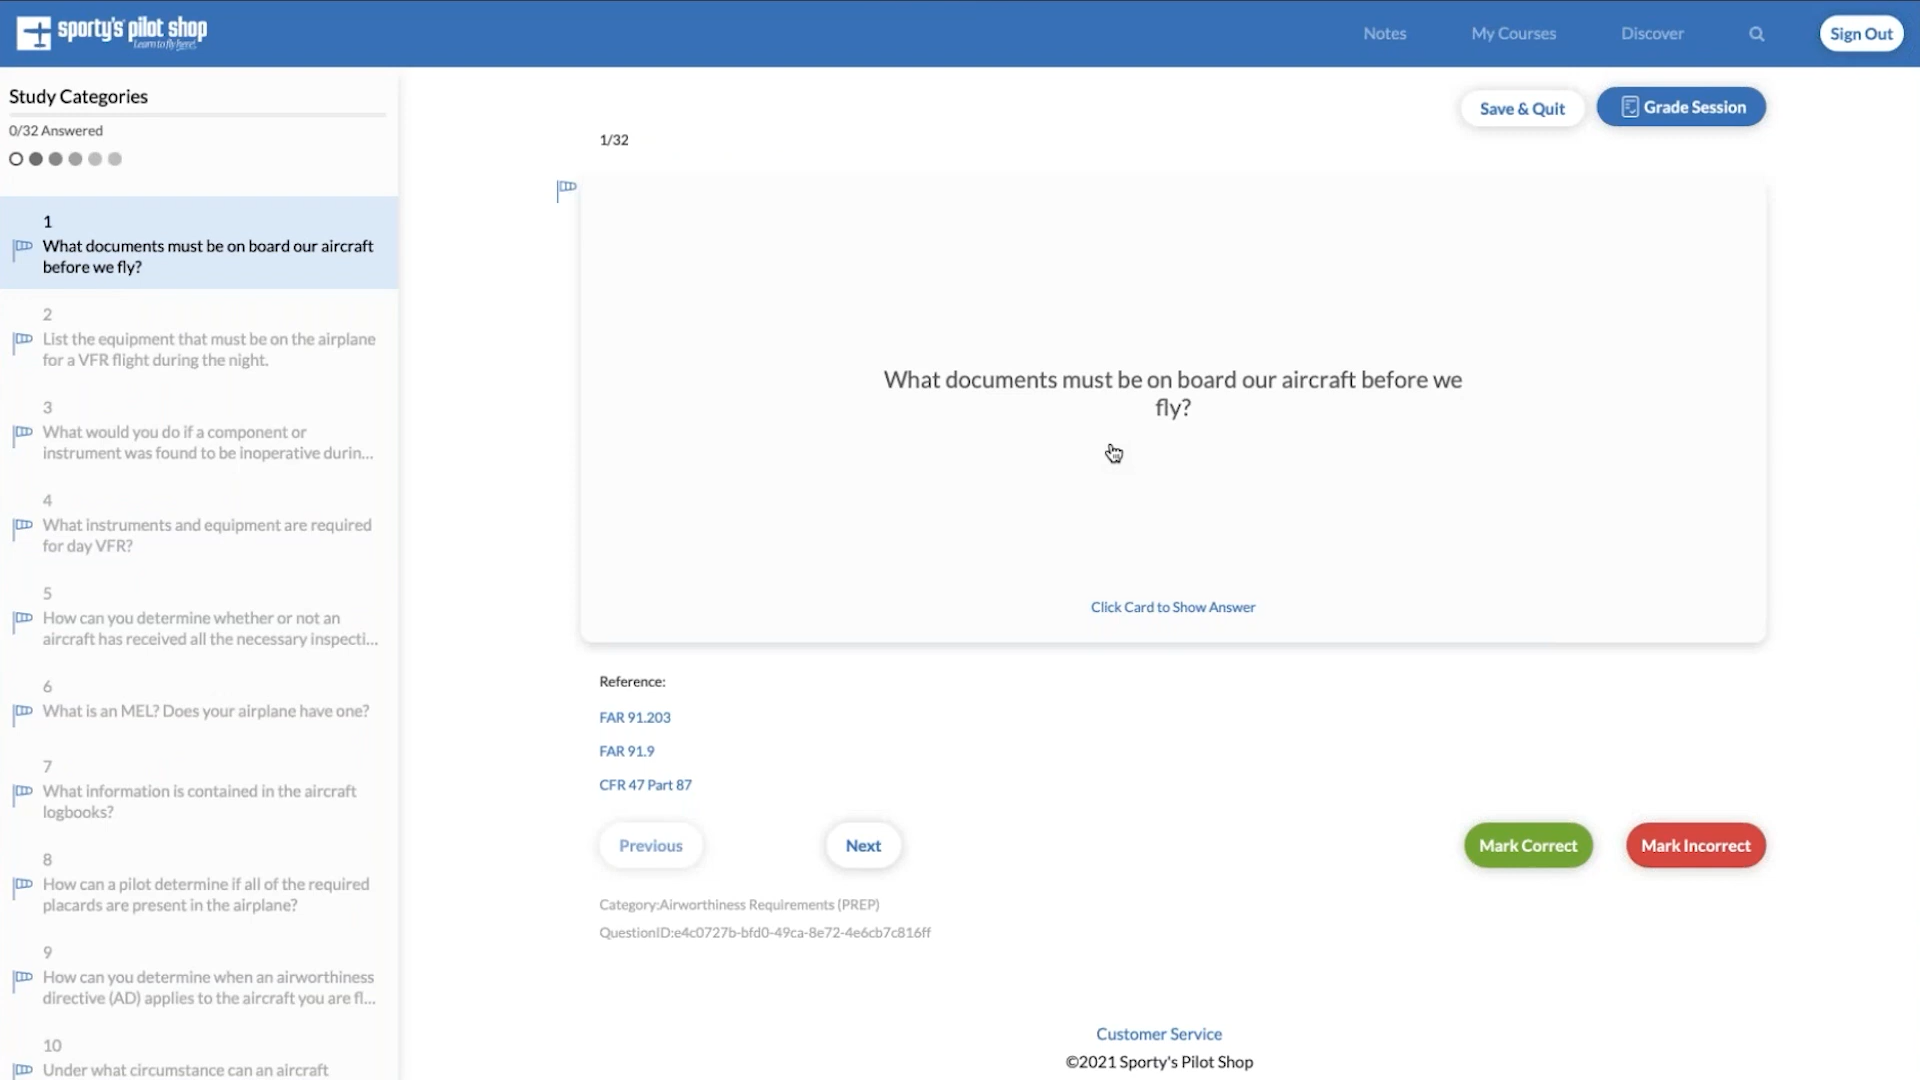 sporty's pilot shop
Learn to fly here!
Notes
My Courses
Discover
Sign Out
Study Categories
0/32 Answered
1
What documents must be on board our aircraft
before we fly?
2
List the equipment that must be on the airplane
for a VFR flight during the night.
3
What would you do if a component or
instrument was found to be inoperative durin...
4
What instruments and equipment are required
for day VFR?
5
How can you determine whether or not an
aircraft has received all the necessary inspecti...
6
What is an MEL? Does your airplane have one?
7
What information is contained in the aircraft
logbooks?
8
How can a pilot determine if all of the required
placards are present in the airplane?
9
How can you determine when an airworthiness
directive (AD) applies to the aircraft you are fl...
10
Under what circumstance can an aircraft
Save & Quit
Grade Session
1/32
What documents must be on board our aircraft before we
fly?
Click Card to Show Answer
Reference:
FAR 91.203
FAR 91.9
CFR 47 Part 87
Previous
Next
Mark Correct
Mark Incorrect
Category:Airworthiness Requirements (PREP)
QuestionID:e4c0727b-bfd0-49ca-8e72-4e6cb7c816ff
Customer Service
©2021 Sporty's Pilot Shop